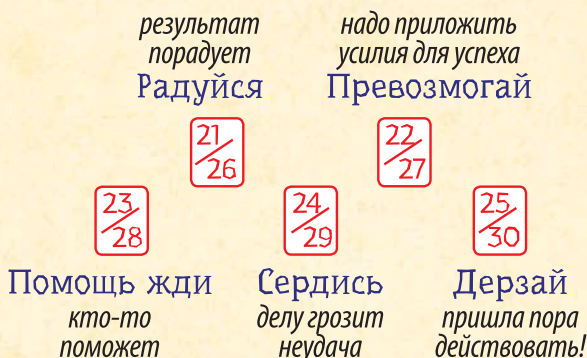 результат
порадует
Радуйся
надо приложить
усилия для успеха
Превозмогай
21/26
22/27
23/28
24/29
25/30
Помощь жди
кто-то
поможет
Сердись
делу грозит
неудача
Дерзай
пришла пора
действовать!